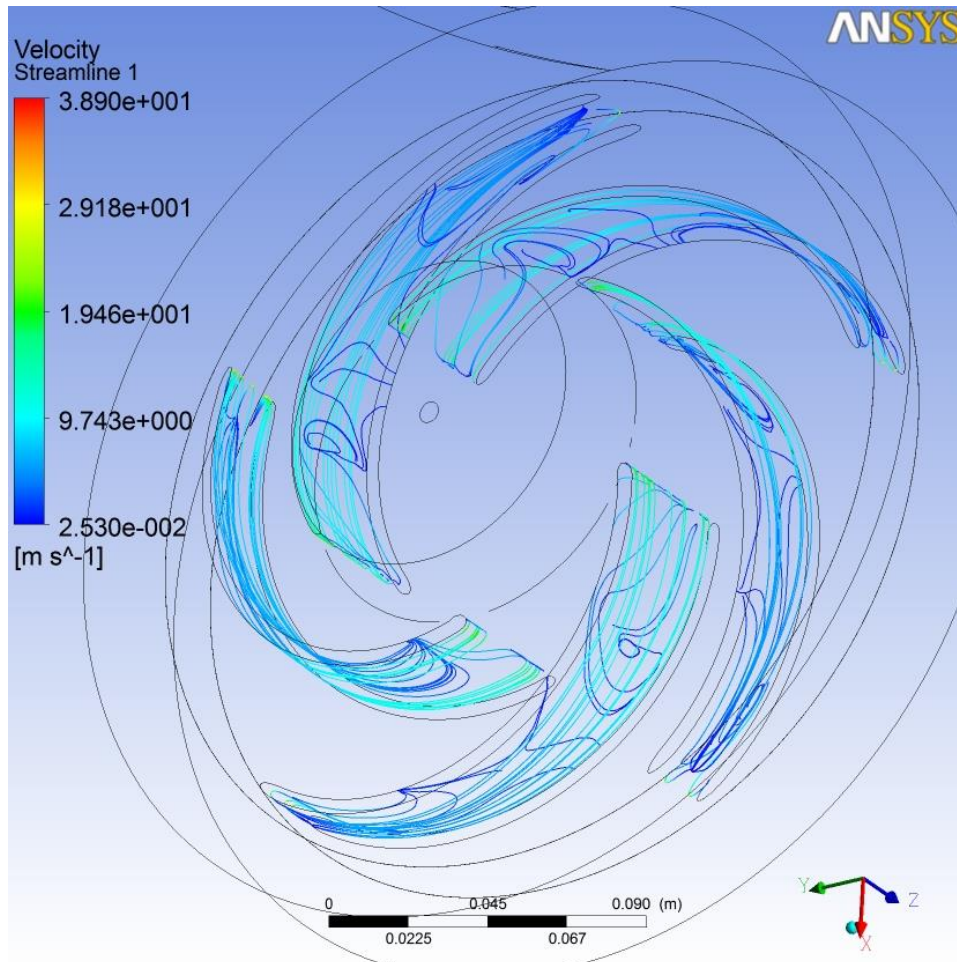 ANSYS
Velocity
Streamline 1
3.890e+001
2.918e+001
1.946e+001
9.743e+000
2.530e-002
[m s^-1]
0 0.045 0.090 (m)
0.0225 0.067
Y
Z
X